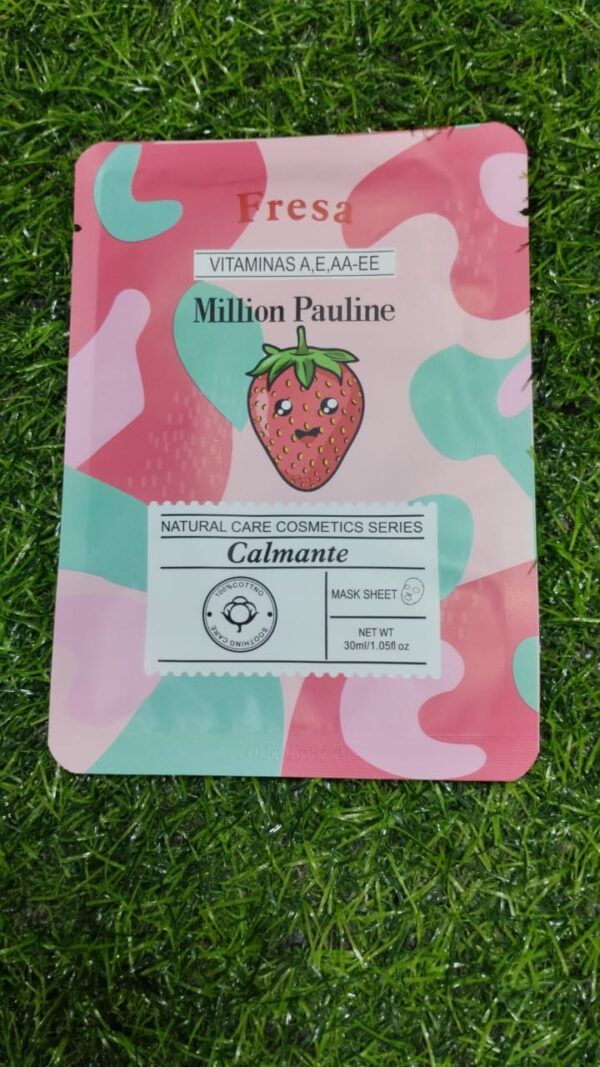 Fresa
VITAMINAS A,E,AA-EE
Million Pauline
NATURAL CARE COSMETICS SERIES
Calmante
100%COTTNO
SOOTHING CARE
MASK SHEET
NET WT
30ml/1.05fl oz